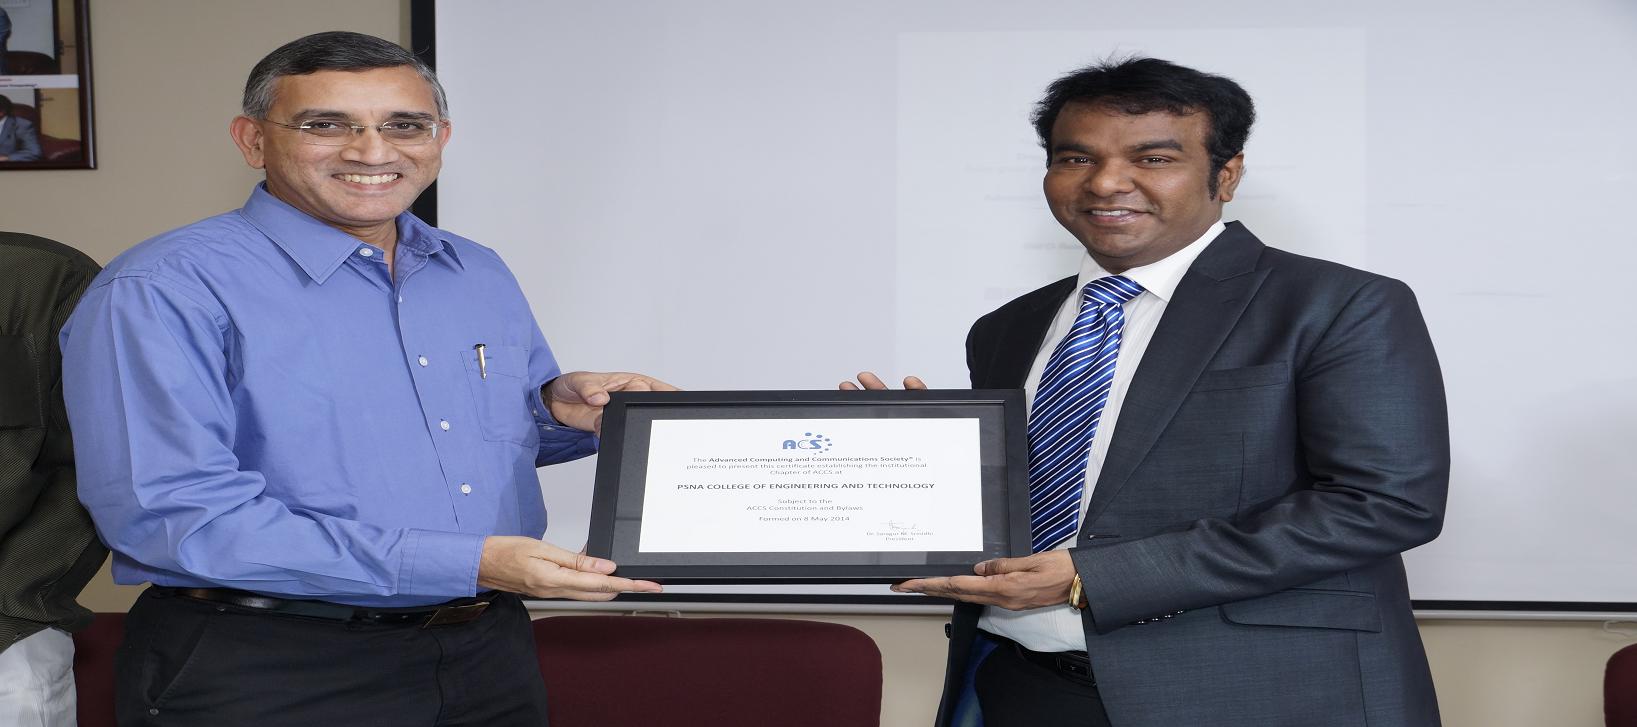 ACS
The Advanced Computing and Communications Society® is
pleased to present this certificate establishing the Institutional
Chapter of ACCS at
PSNA COLLEGE OF ENGINEERING AND TECHNOLOGY
Subject to the
ACCS Constitution and Bylaws
Formed on 8 May 2014
President